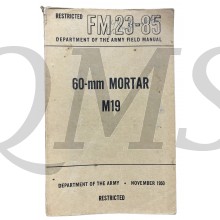 RESTRICTED
FM 23-85
DEPARTMENT OF THE ARMY FIELD MANUAL
60-mm MORTAR
M19
QMS
DEPARTMENT OF THE ARMY • NOVEMBER 1950
RESTRICTED